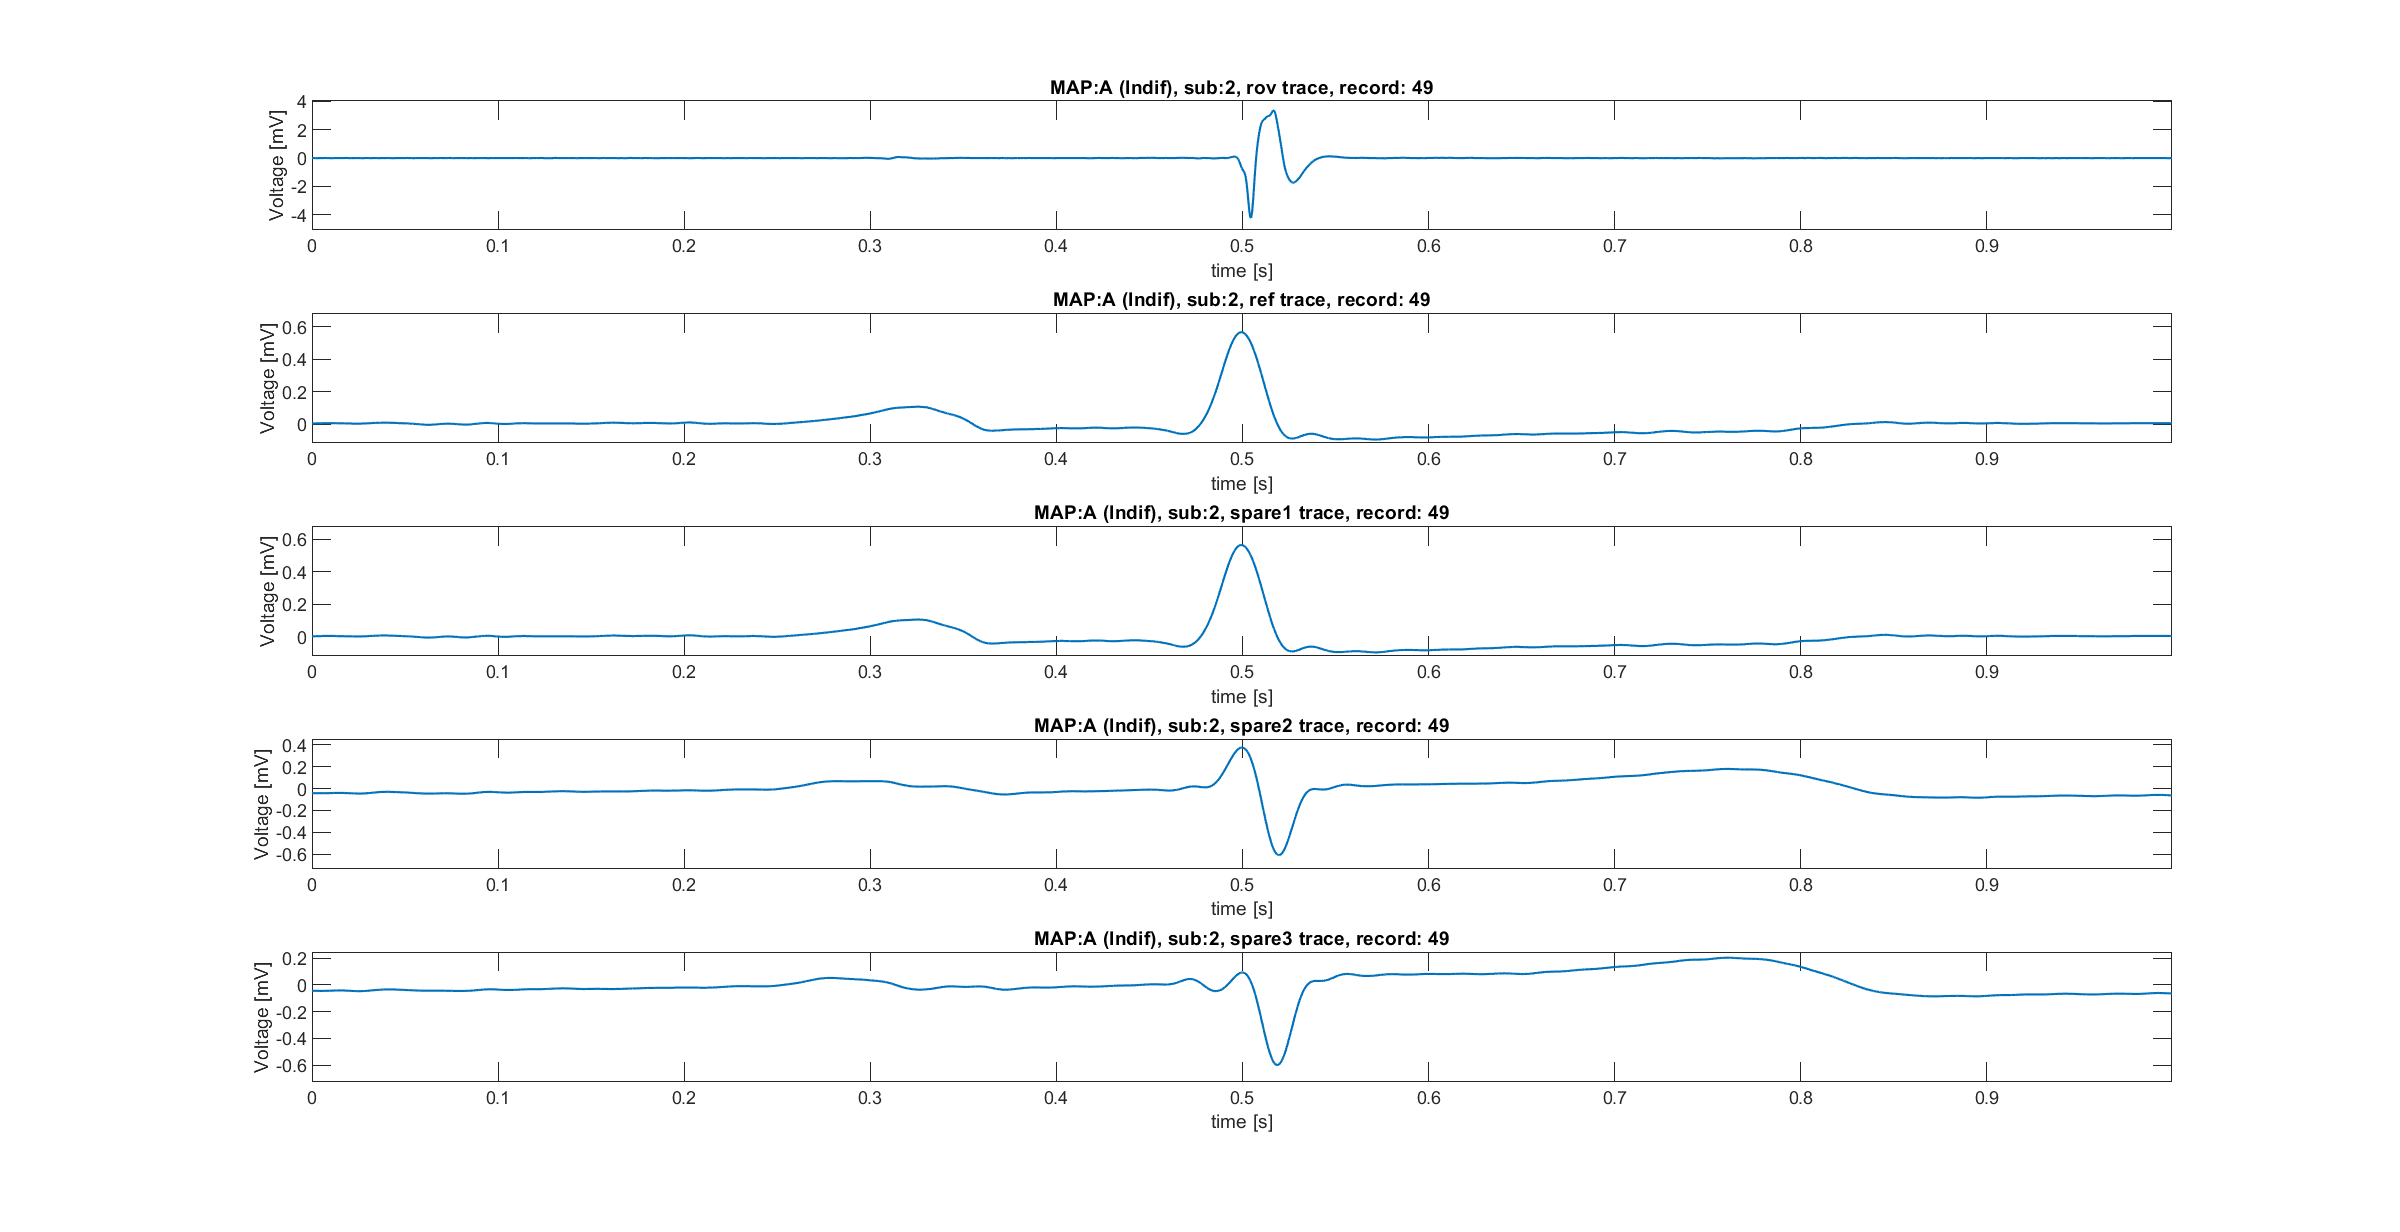 MAP:A (Indif), sub:2, rov trace, record: 49
Voltage [mV]
4
2
0
-2
-4
0 0.1 0.2 0.3 0.4 0.5 0.6 0.7 0.8 0.9
time [s]
MAP:A (Indif), sub:2, ref trace, record: 49
Voltage [mV]
0.6
0.4
0.2
0
0 0.1 0.2 0.3 0.4 0.5 0.6 0.7 0.8 0.9
time [s]
MAP:A (Indif), sub:2, spare1 trace, record: 49
Voltage [mV]
0.6
0.4
0.2
0
0 0.1 0.2 0.3 0.4 0.5 0.6 0.7 0.8 0.9
time [s]
MAP:A (Indif), sub:2, spare2 trace, record: 49
Voltage [mV]
0.4
0.2
0
-0.2
-0.4
-0.6
0 0.1 0.2 0.3 0.4 0.5 0.6 0.7 0.8 0.9
time [s]
MAP:A (Indif), sub:2, spare3 trace, record: 49
Voltage [mV]
0.2
0
-0.2
-0.4
-0.6
0 0.1 0.2 0.3 0.4 0.5 0.6 0.7 0.8 0.9
time [s]